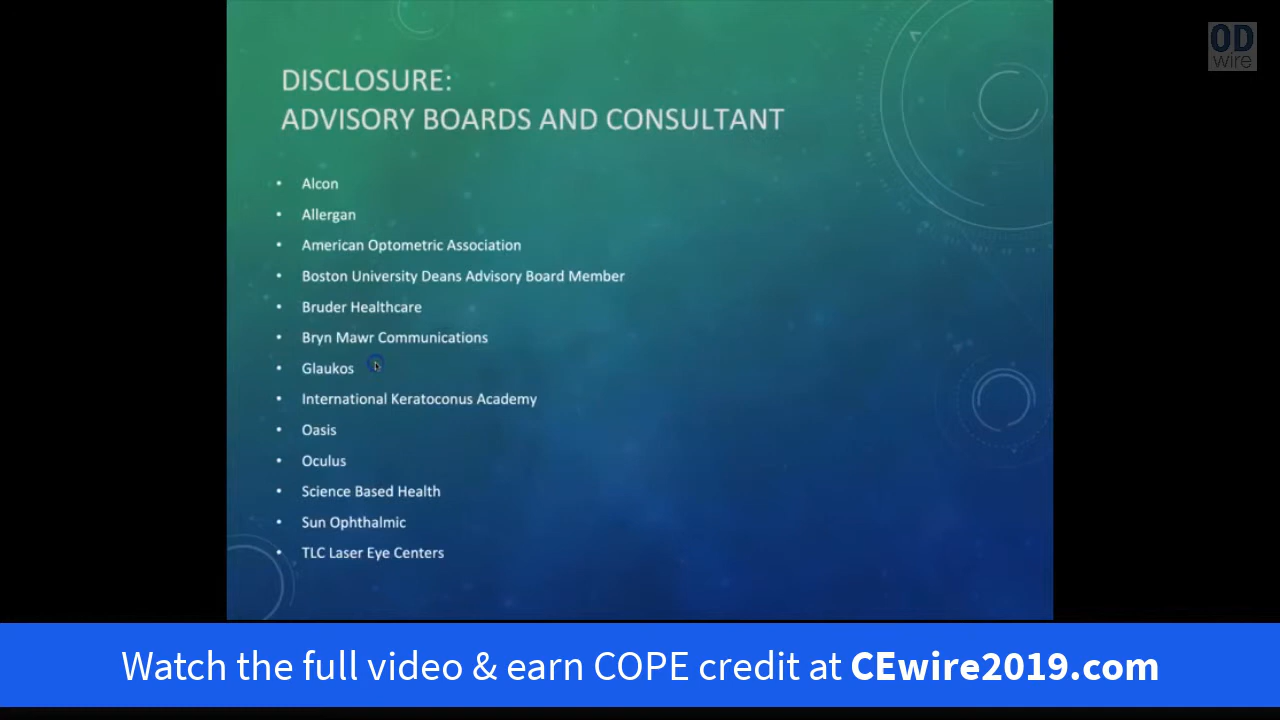 OD
wire
DISCLOSURE:
ADVISORY BOARDS AND CONSULTANT
• Alcon
• Allergan
• American Optometric Association
• Boston University Deans Advisory Board Member
• Bruder Healthcare
• Bryn Mawr Communications
• Glaukos
• International Keratoconus Academy
• Oasis
• Oculus
• Science Based Health
• Sun Ophthalmic
• TLC Laser Eye Centers
Watch the full video & earn COPE credit at CEwire2019.com